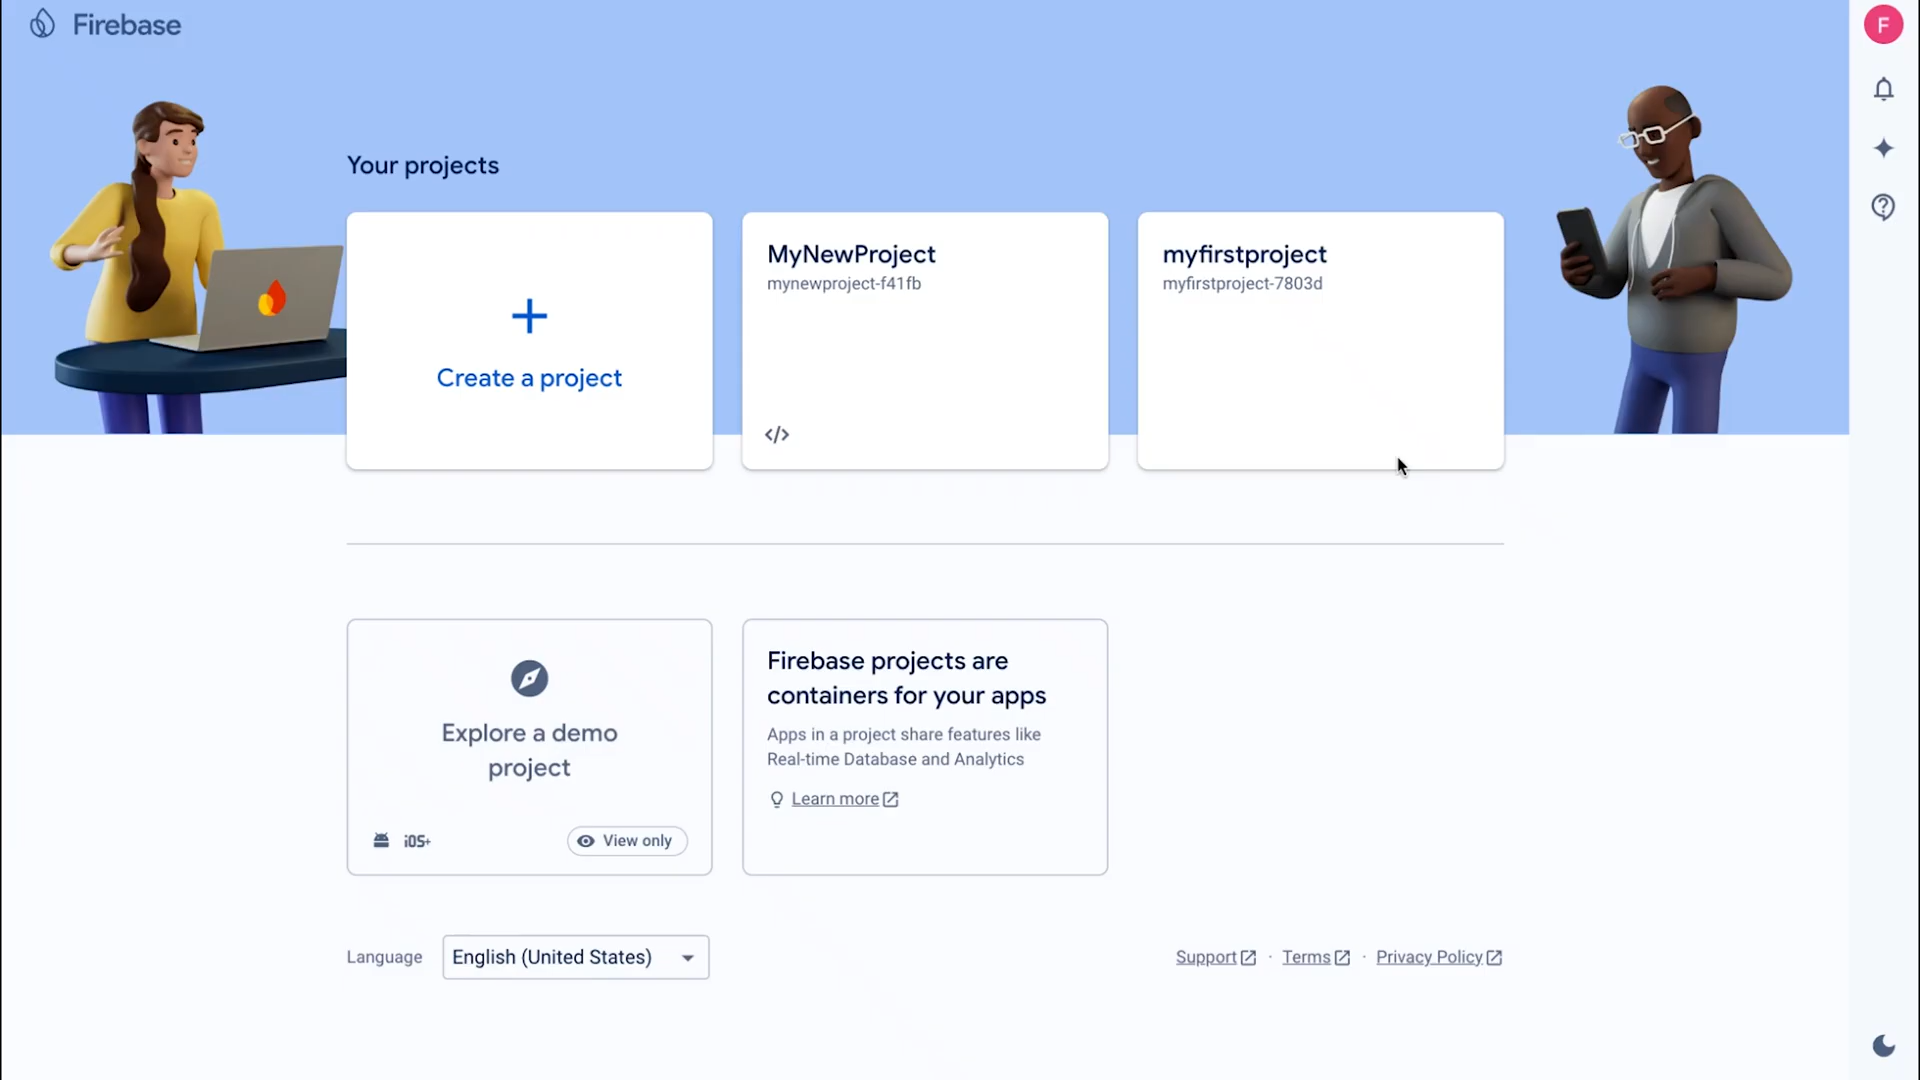 Firebase
F
Your projects
Create a project
MyNewProject
mynewproject-f41fb
</>
myfirstproject
myfirstproject-7803d
Explore a demo
project
iOS+
View only
Firebase projects are
containers for your apps
Apps in a project share features like
Real-time Database and Analytics
Learn more
Language
English (United States)
Support · Terms · Privacy Policy